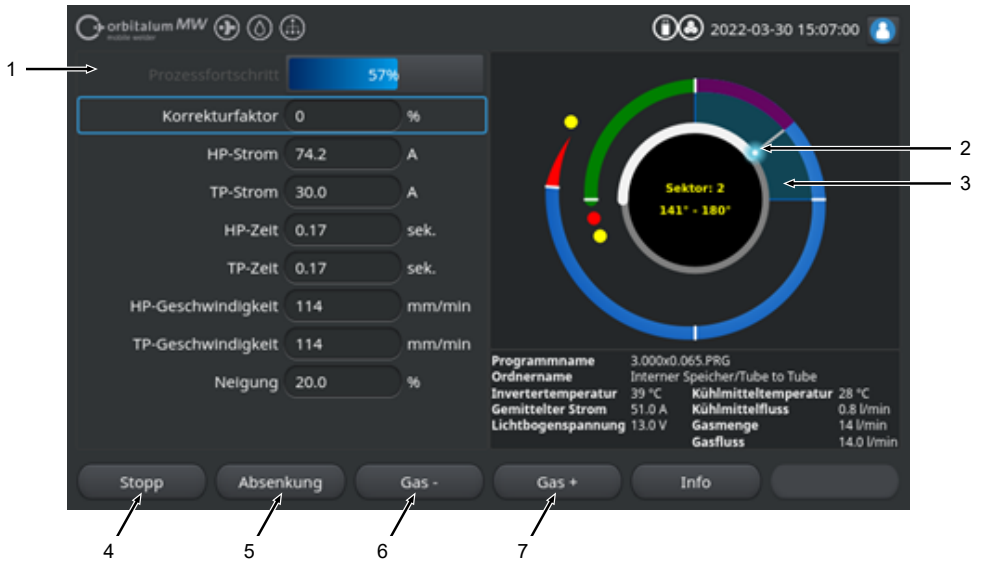 orbitalum MW
mobile welder
2022-03-30 15:07:00
1
Prozessfortschritt 57%
Korrekturfaktor 0 %
HP-Strom 74.2 A
TP-Strom 30.0 A
HP-Zeit 0.17 sek.
TP-Zeit 0.17 sek.
HP-Geschwindigkeit 114 mm/min
TP-Geschwindigkeit 114 mm/min
Neigung 20.0 %
Sektor: 2
141° - 180°
2
3
Programmname 3.000x0.065.PRG
Ordnername Interner Speicher/Tube to Tube
Invertertemperatur 39 °C Kühlmitteltemperatur 28 °C
Gemittelter Strom 51.0 A Kühlmittelfluss 0.8 l/min
Lichtbogenspannung 13.0 V Gasmenge 14 l/min
Gasfluss 14.0 l/min
Stopp Absenkung Gas - Gas + Info
4 5 6 7